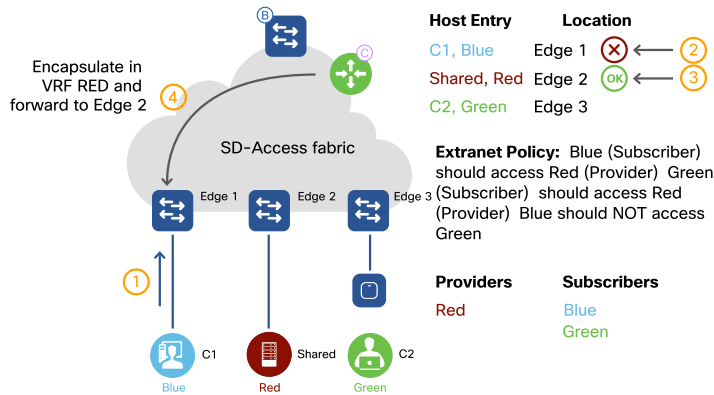 B
C
Host Entry Location
C1, Blue Edge 1 2
Shared, Red Edge 2 OK 3
C2, Green Edge 3
Encapsulate in
VRF RED and
forward to Edge 2
4
SD-Access fabric
Extranet Policy: Blue (Subscriber)
should access Red (Provider) Green
(Subscriber) should access Red
(Provider) Blue should NOT access
Green
Edge 1 Edge 2 Edge 3
1
Providers Subscribers
Red Blue
Green
C1 Shared C2
Blue Red Green